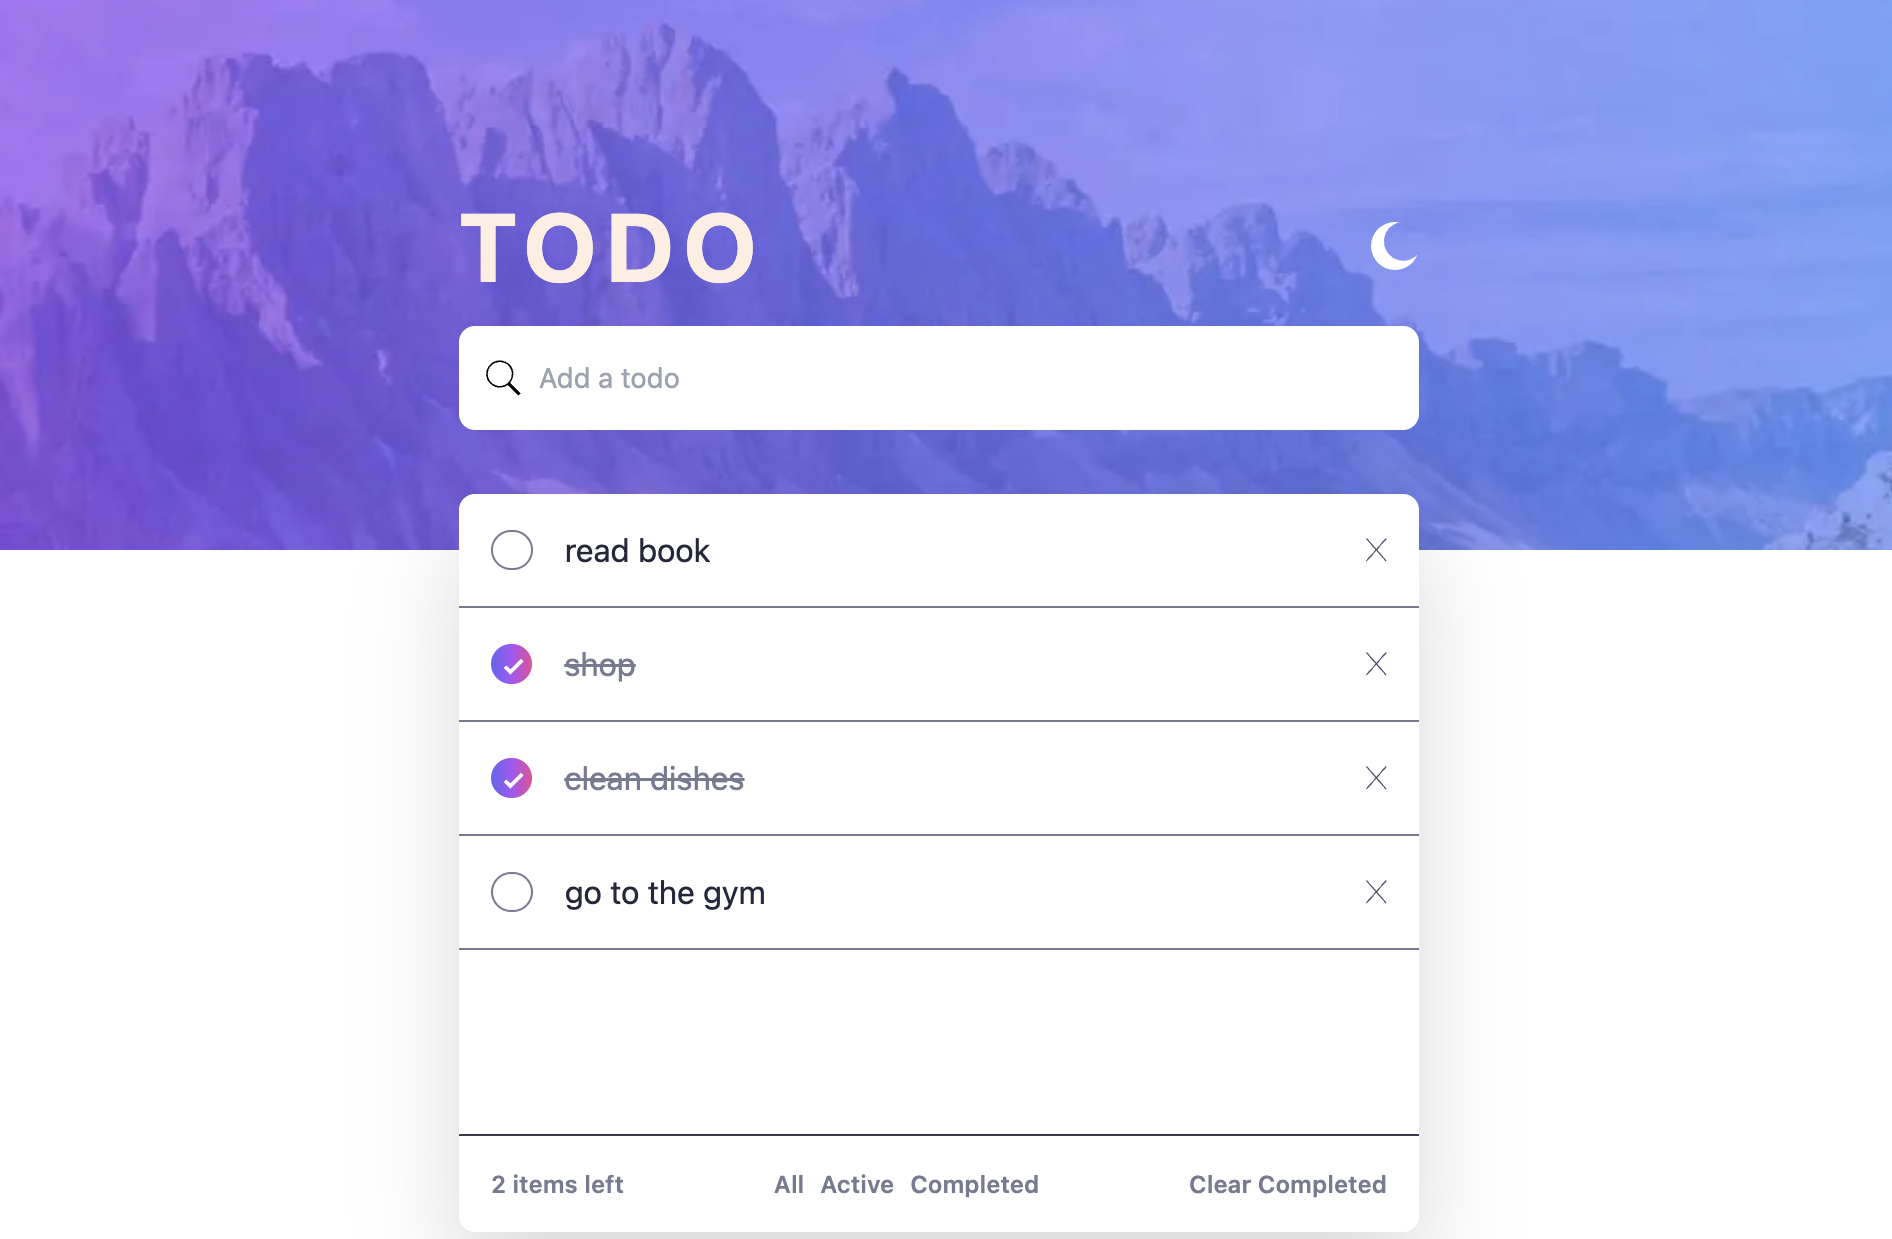 TODO
Add a todo
read book
shop
clean dishes
go to the gym
2 items left All Active Completed Clear Completed